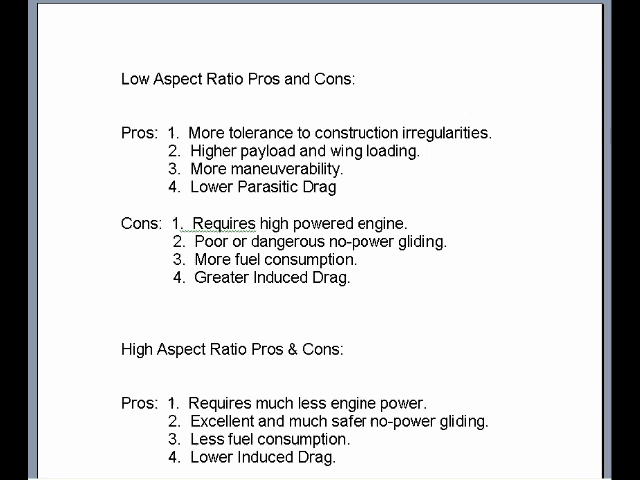 Low Aspect Ratio Pros and Cons:
Pros: 1. More tolerance to construction irregularities.
2. Higher payload and wing loading.
3. More maneuverability.
4. Lower Parasitic Drag
Cons: 1. Requires high powered engine.
2. Poor or dangerous no-power gliding.
3. More fuel consumption.
4. Greater Induced Drag.
High Aspect Ratio Pros & Cons:
Pros: 1. Requires much less engine power.
2. Excellent and much safer no-power gliding.
3. Less fuel consumption.
4. Lower Induced Drag.